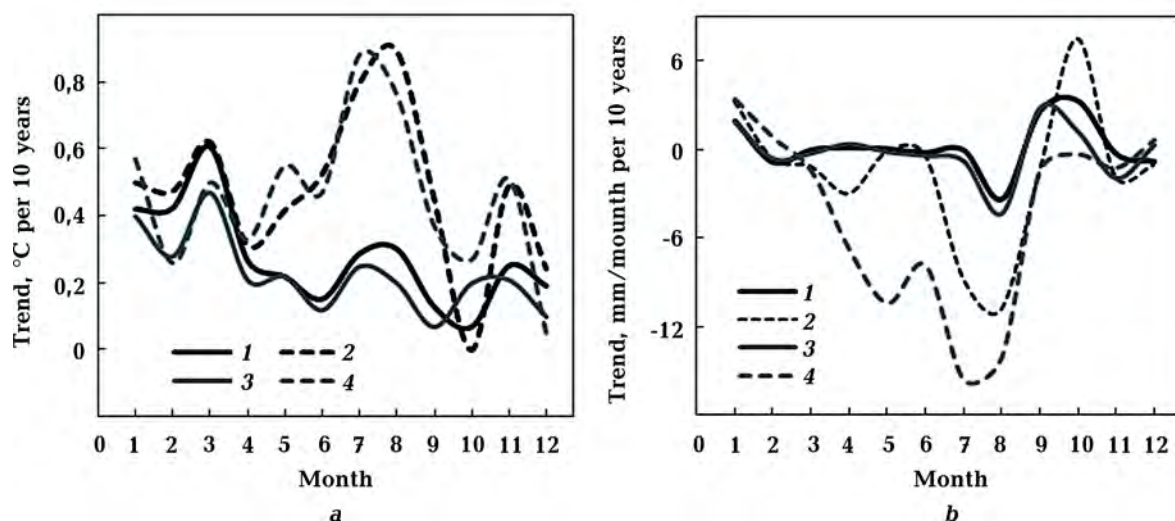 Trend, °C per 10 years
0,8
0,6
0,4
0,2
0
1 2
3 4
0 1 2 3 4 5 6 7 8 9 10 11 12
Month
a
Trend, mm/mounth per 10 years
6
0
-6
-12
1
2
3
4
0 1 2 3 4 5 6 7 8 9 10 11 12
Month
b